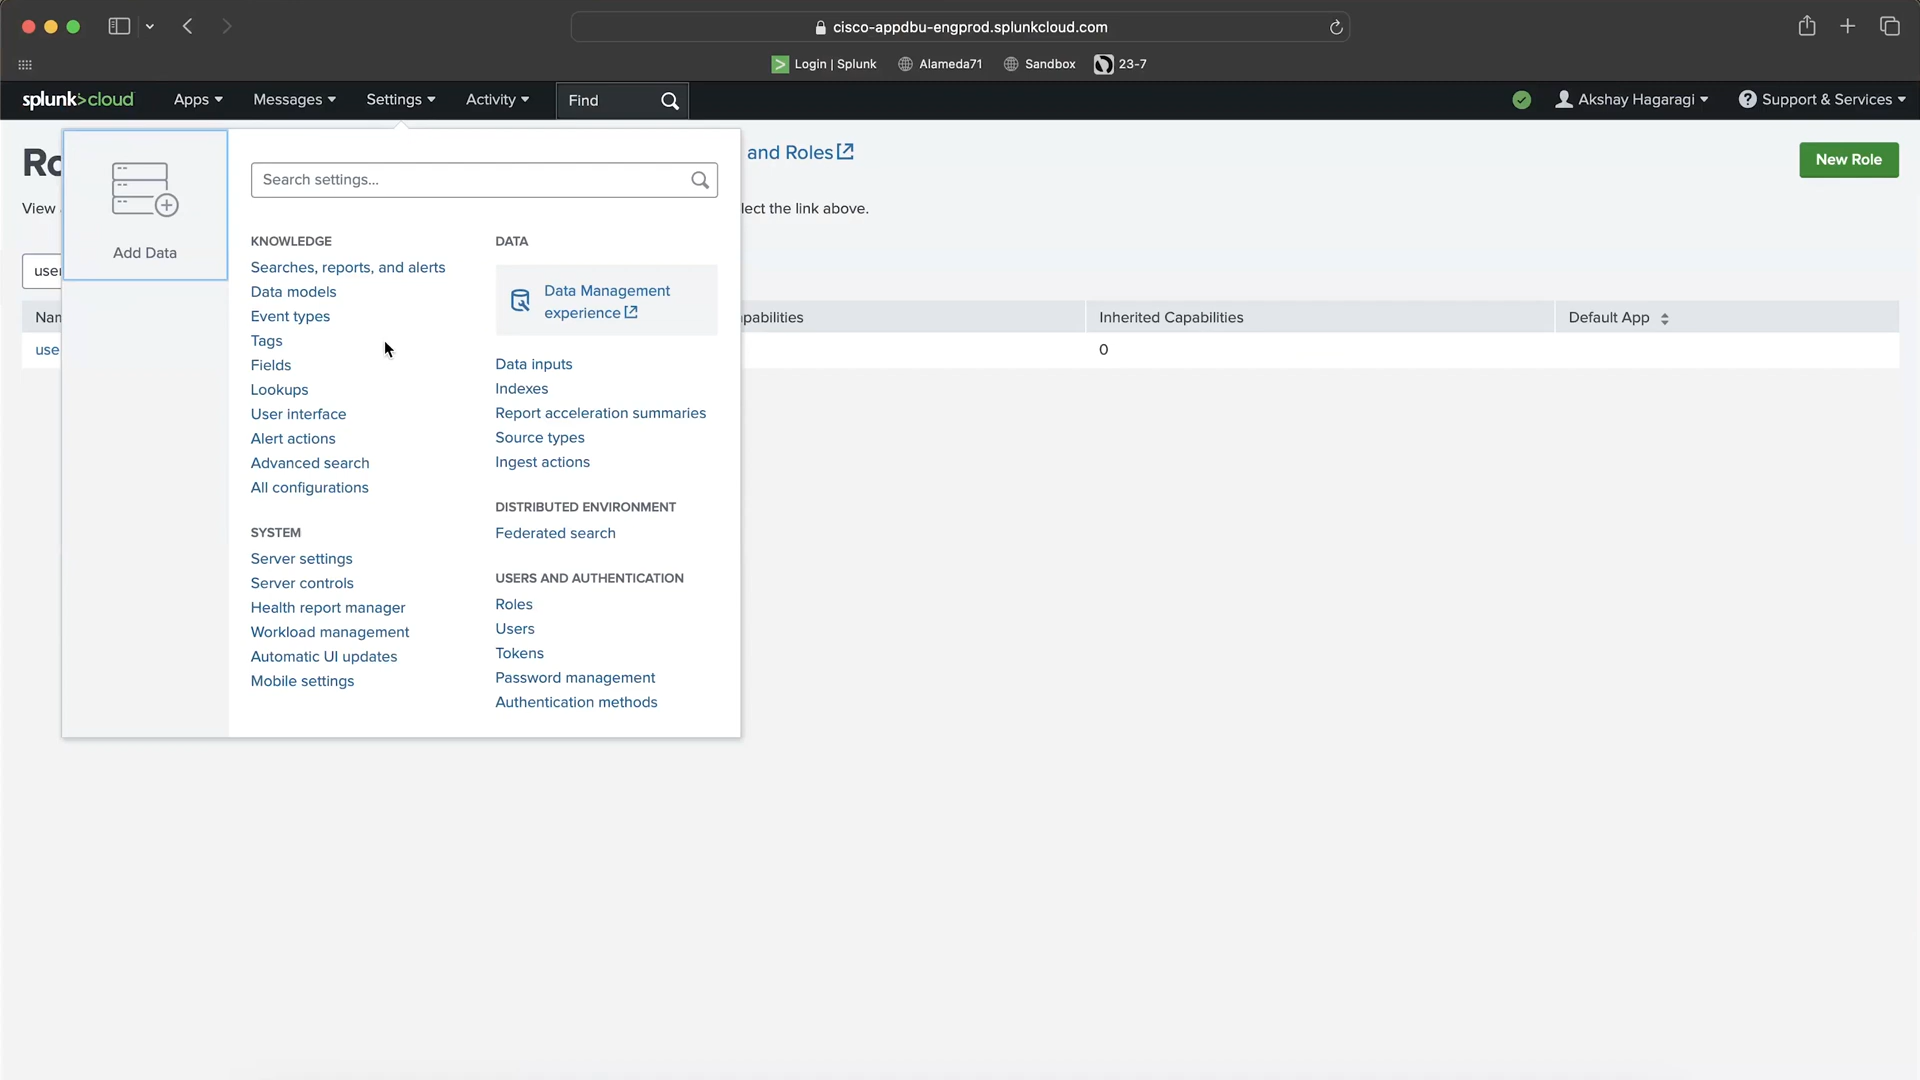 cisco-appdbu-engprod.splunkcloud.com
Login | Splunk Alameda71 Sandbox 23-7
splunk>cloud Apps Messages Settings Activity Find Akshay Hagaragi Support & Services
Ro
and Roles
New Role
View
lect the link above.
user
Nam
pabilities
Inherited Capabilities
Default App
use
0
Add Data
Search settings...
KNOWLEDGE
Searches, reports, and alerts
Data models
Event types
Tags
Fields
Lookups
User interface
Alert actions
Advanced search
All configurations
SYSTEM
Server settings
Server controls
Health report manager
Workload management
Automatic UI updates
Mobile settings
DATA
Data Management
experience
Data inputs
Indexes
Report acceleration summaries
Source types
Ingest actions
DISTRIBUTED ENVIRONMENT
Federated search
USERS AND AUTHENTICATION
Roles
Users
Tokens
Password management
Authentication methods